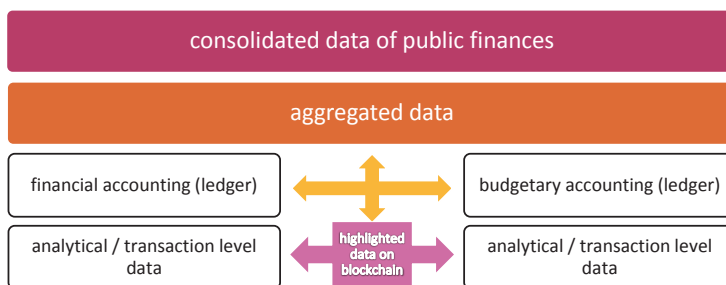 consolidated data of public finances
aggregated data
financial accounting (ledger)
budgetary accounting (ledger)
analytical / transaction level
data
highlighted
data on
blockchain
analytical / transaction level
data